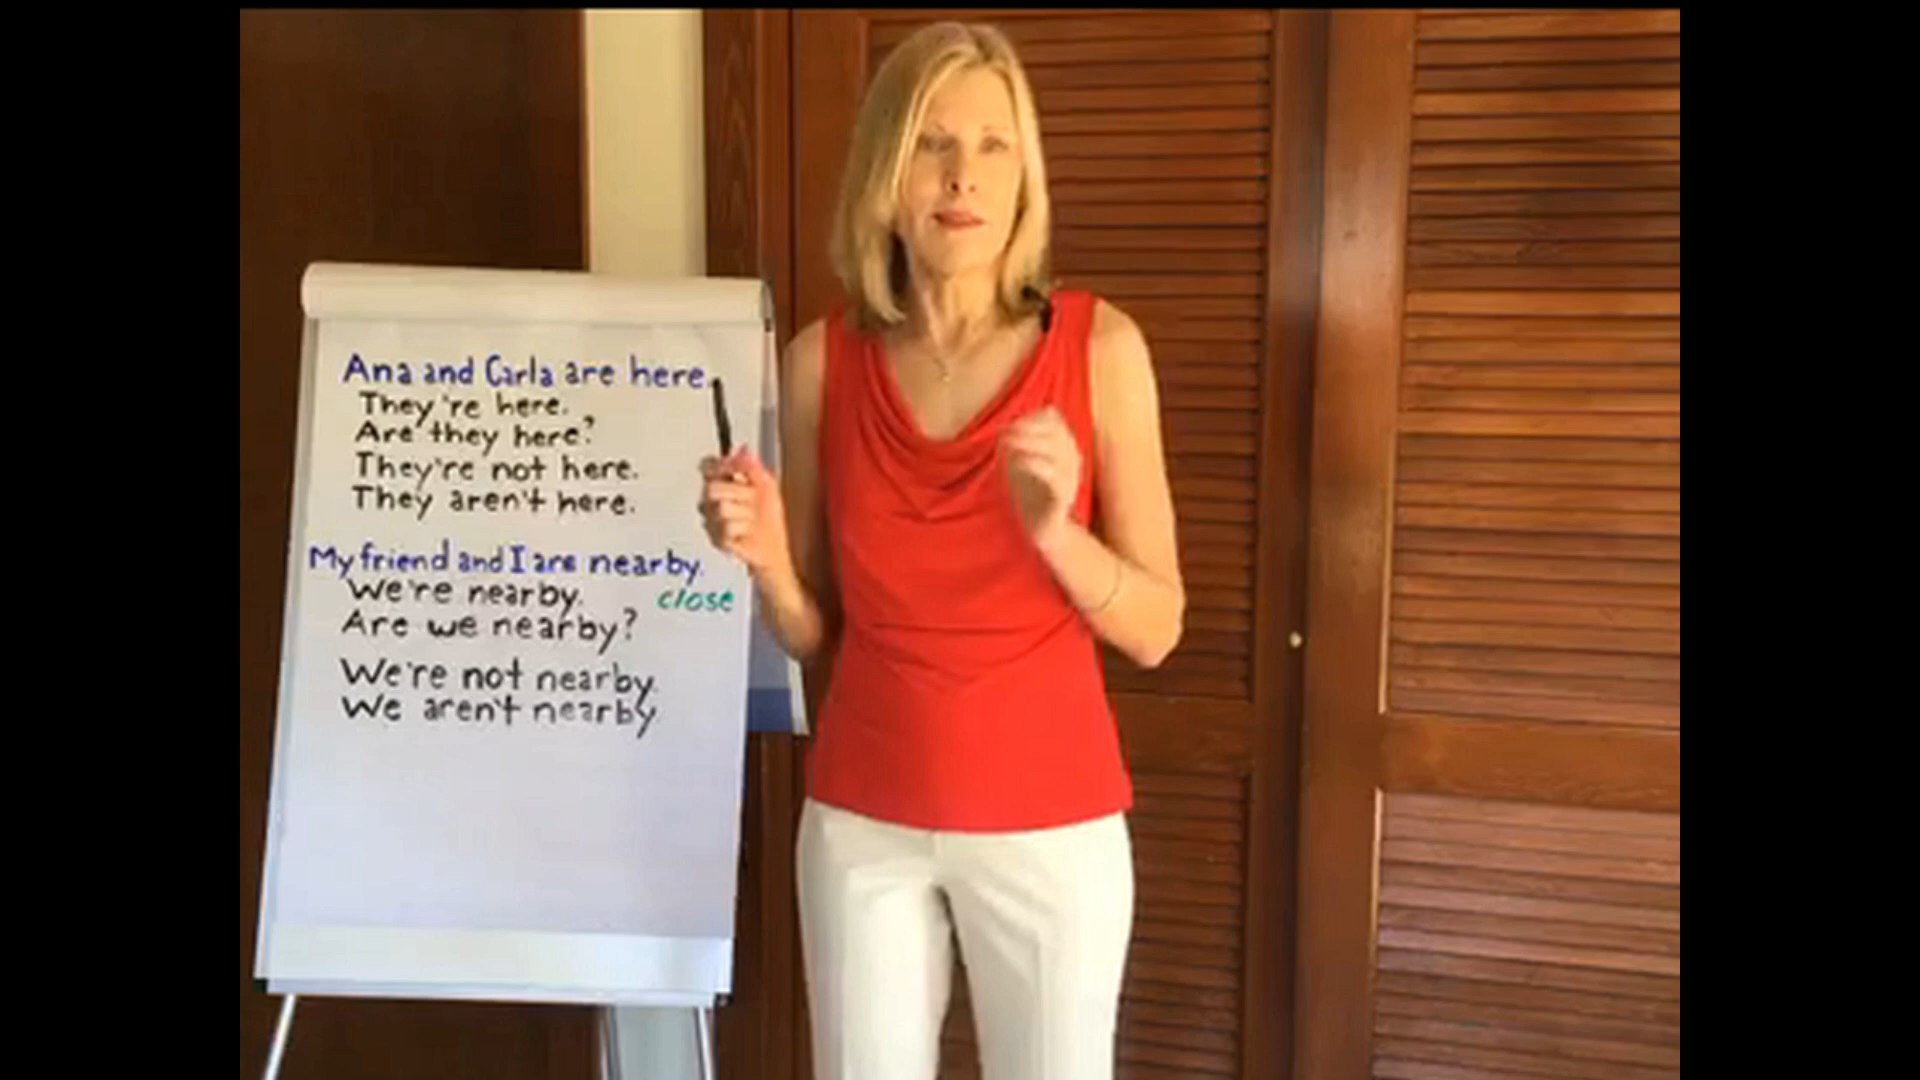 Ana and Carla are here.
They're here.
Are they here?
They're not here.
They aren't here.
My friend and I are nearby.
We're nearby.
close
Are we nearby?
We're not nearby.
We aren't nearby.